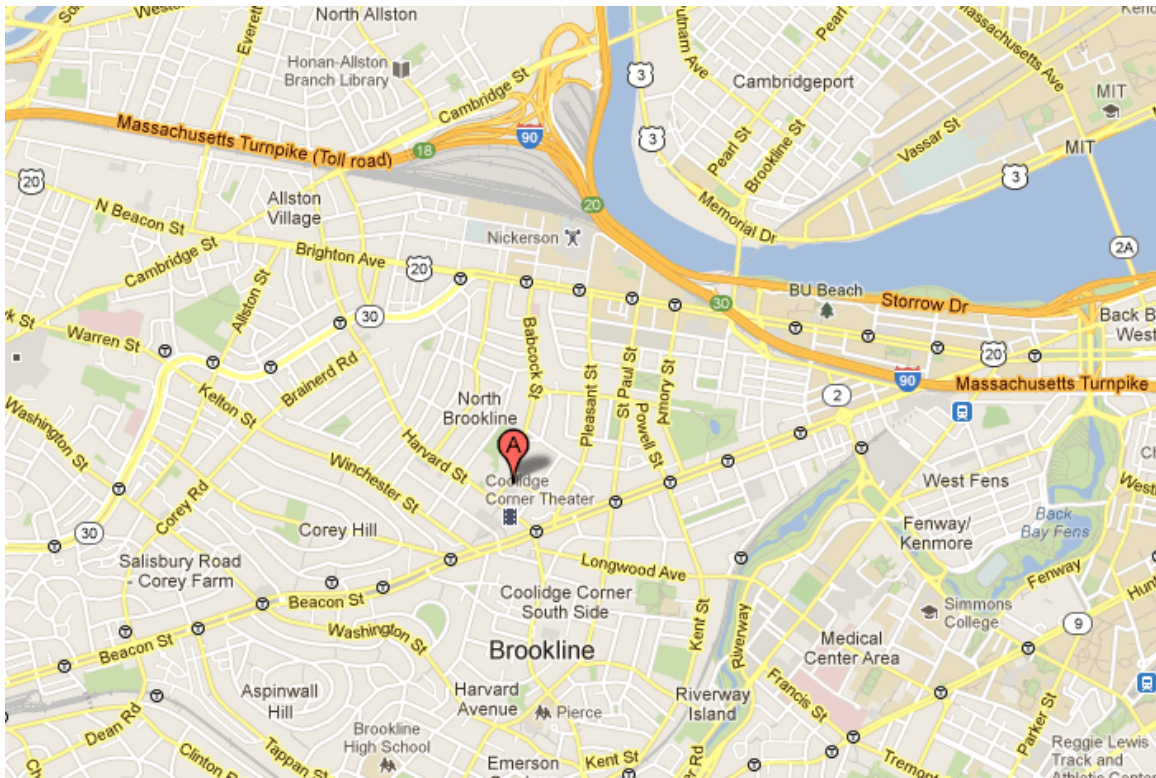 North Allston
Everett
Western
Honan-Allston
Branch Library
Cambridge St
Putnam Ave
Pearl St
Massachusetts Ave
3
Cambridgeport
MIT
Massachusetts Turnpike (Toll road)
18
90
3
Pearl St
Brookline St
Vassar St
MIT
3
20
Allston
Village
20
Memorial Dr
N Beacon St
Nickerson
2A
Cambridge St
Brighton Ave
20
BU Beach
30
Storrow Dr
Allston St
30
Back B
West
Warren St
Babcock St
20
Brainerd Rd
Pleasant St
St Paul St
Amory St
90
Massachusetts Turnpike
2
Kelton St
North
Brookline
Powell St
Washington St
Harvard St
A
Winchester St
Coolidge
Corner Theater
West Fens
Corey Rd
Corey Hill
30
Fenway/
Kenmore
Back
Bay Fens
Salisbury Road
- Corey Farm
Longwood Ave
Fenway
Beacon St
Coolidge Corner
South Side
Kent St
Riverway
Simmons
College
9
Washington St
Beacon St
Brookline
Medical
Center Area
Aspinwall
Hill
Harvard
Avenue
Pierce
Riverway
Island
Francis St
Dean Rd
Brookline
High School
Parker St
Tappan St
Clinton
Emerson
Kent St
Tremont
Reggie Lewis
Track and
Athletic Center